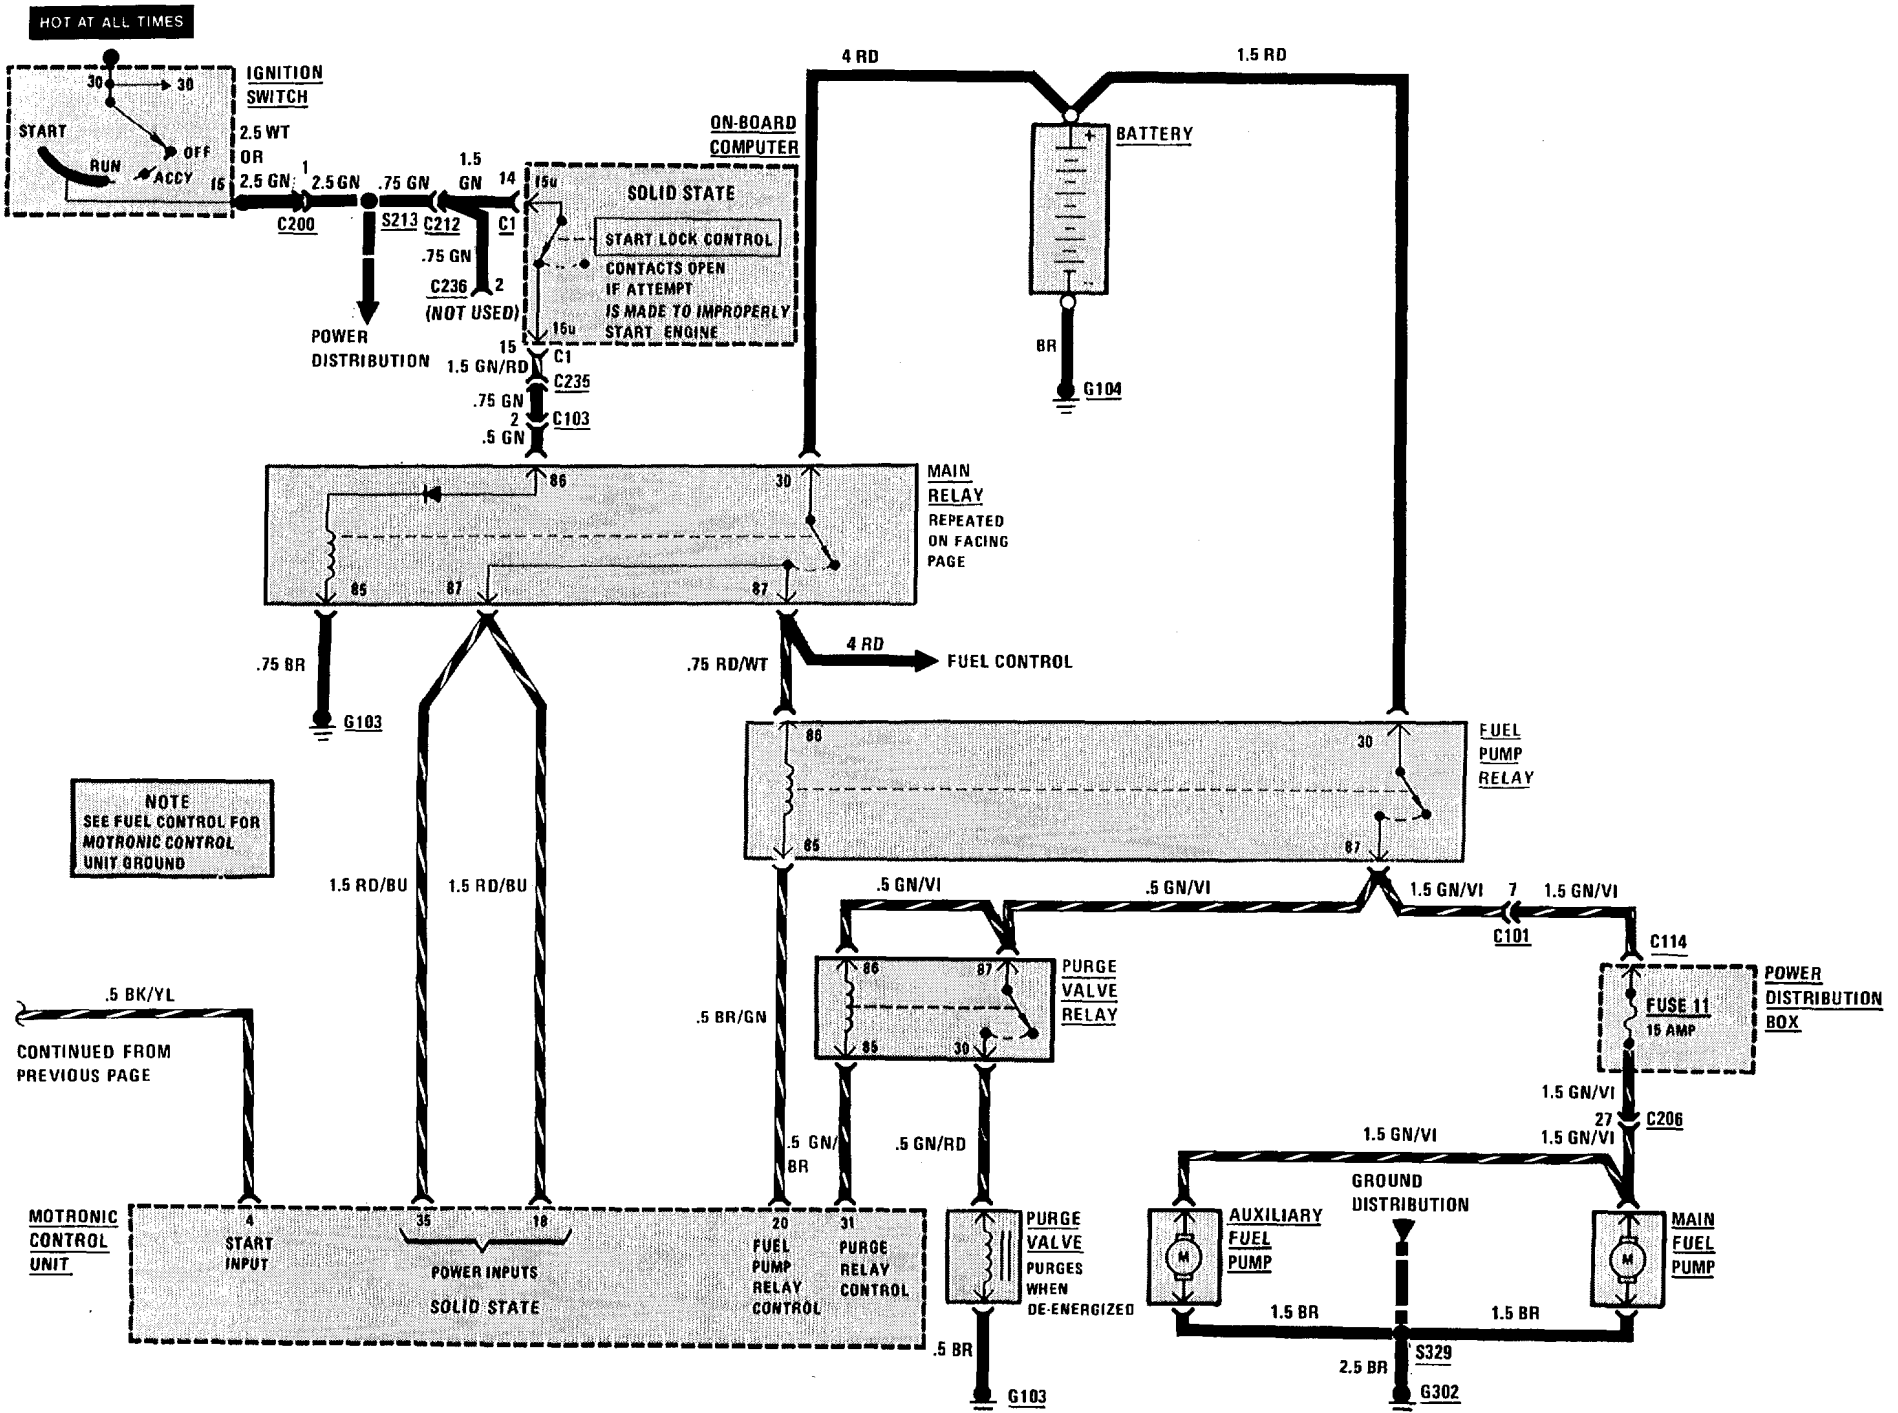 HOT AT ALL TIMES
30
30
IGNITION
SWITCH
START
RUN
OFF
ACCY
15
2.5 WT
OR
2.5 GN
1
C200
2.5 GN
S213
.75 GN
C212
1.5
GN
14
C1
.75 GN
C236
2
(NOT USED)
POWER
DISTRIBUTION
ON-BOARD
COMPUTER
15u
SOLID STATE
START LOCK CONTROL
CONTACTS OPEN
IF ATTEMPT
IS MADE TO IMPROPERLY
START ENGINE
15u
15
C1
1.5 GN/RD
C235
.75 GN
2
C103
.5 GN
4 RD
1.5 RD
BATTERY
+
--
BR
G104
86
30
MAIN
RELAY
REPEATED
ON FACING
PAGE
85
87
87
.75 BR
G103
.75 RD/WT
4 RD
FUEL CONTROL
86
30
FUEL
PUMP
RELAY
85
87
NOTE
SEE FUEL CONTROL FOR
MOTRONIC CONTROL
UNIT GROUND
1.5 RD/BU
1.5 RD/BU
.5 GN/VI
.5 GN/VI
1.5 GN/VI
7
1.5 GN/VI
C101
C114
86
87
PURGE
VALVE
RELAY
85
30
POWER
DISTRIBUTION
BOX
FUSE 11
15 AMP
.5 BK/YL
CONTINUED FROM
PREVIOUS PAGE
.5 BR/GN
.5 GN/
BR
.5 GN/RD
1.5 GN/VI
27
C206
1.5 GN/VI
1.5 GN/VI
GROUND
DISTRIBUTION
MOTRONIC
CONTROL
UNIT
4
START
INPUT
35
18
POWER INPUTS
SOLID STATE
20
FUEL
PUMP
RELAY
CONTROL
31
PURGE
RELAY
CONTROL
PURGE
VALVE
PURGES
WHEN
DE-ENERGIZED
M
AUXILIARY
FUEL
PUMP
M
MAIN
FUEL
PUMP
.5 BR
G103
1.5 BR
1.5 BR
S329
2.5 BR
G302